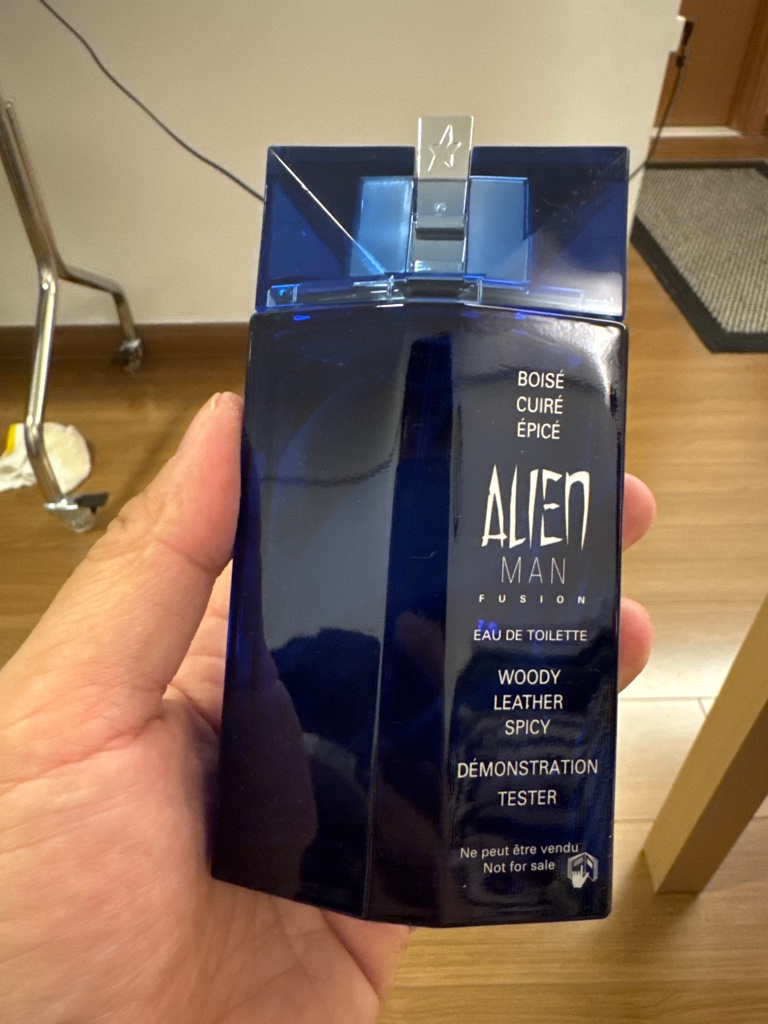 BOISÉ
CUIRÉ
ÉPICÉ
ALIEN
MAN
FUSION
EAU DE TOILETTE
WOODY
LEATHER
SPICY
DÉMONSTRATION
TESTER
Ne peut être vendu
Not for sale